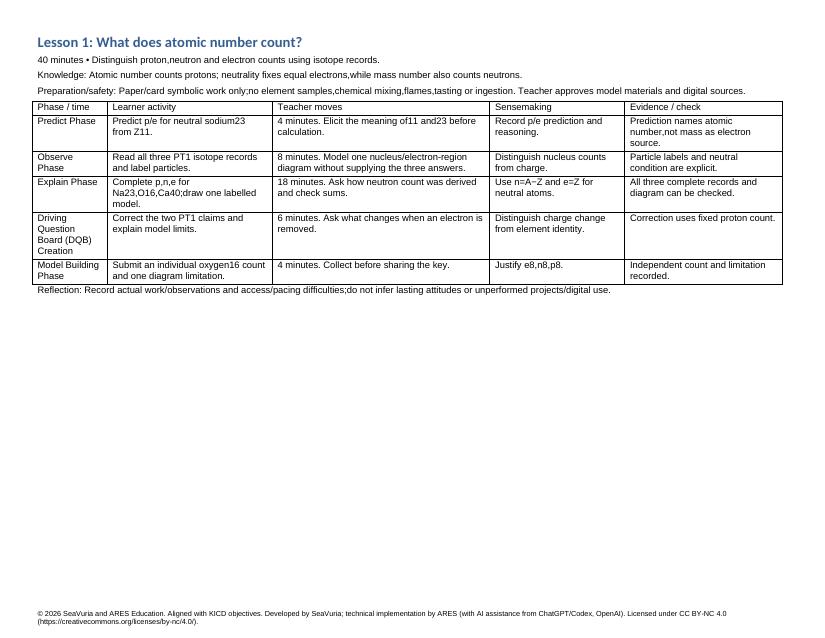 Lesson 1: What does atomic number count?
40 minutes • Distinguish proton,neutron and electron counts using isotope records.
Knowledge: Atomic number counts protons; neutrality fixes equal electrons,while mass number also counts neutrons.
Preparation/safety: Paper/card symbolic work only;no element samples,chemical mixing,flames,tasting or ingestion. Teacher approves model materials and digital sources.
Phase / time
Learner activity
Teacher moves
Sensemaking
Evidence / check
Predict Phase
Predict p/e for neutral sodium23
from Z11.
4 minutes. Elicit the meaning of11 and23 before
calculation.
Record p/e prediction and
reasoning.
Prediction names atomic
number,not mass as electron
source.
Observe
Phase
Read all three PT1 isotope records
and label particles.
8 minutes. Model one nucleus/electron-region
diagram without supplying the three answers.
Distinguish nucleus counts
from charge.
Particle labels and neutral
condition are explicit.
Explain Phase
Complete p,n,e for
Na23,O16,Ca40;draw one labelled
model.
18 minutes. Ask how neutron count was derived
and check sums.
Use n=A−Z and e=Z for
neutral atoms.
All three complete records and
diagram can be checked.
Driving
Question
Board (DQB)
Creation
Correct the two PT1 claims and
explain model limits.
6 minutes. Ask what changes when an electron is
removed.
Distinguish charge change
from element identity.
Correction uses fixed proton count.
Model Building
Phase
Submit an individual oxygen16 count
and one diagram limitation.
4 minutes. Collect before sharing the key.
Justify e8,n8,p8.
Independent count and limitation
recorded.
Reflection: Record actual work/observations and access/pacing difficulties;do not infer lasting attitudes or unperformed projects/digital use.
© 2026 SeaVuria and ARES Education. Aligned with KICD objectives. Developed by SeaVuria; technical implementation by ARES (with AI assistance from ChatGPT/Codex, OpenAI). Licensed under CC BY-NC 4.0
(https://creativecommons.org/licenses/by-nc/4.0/).